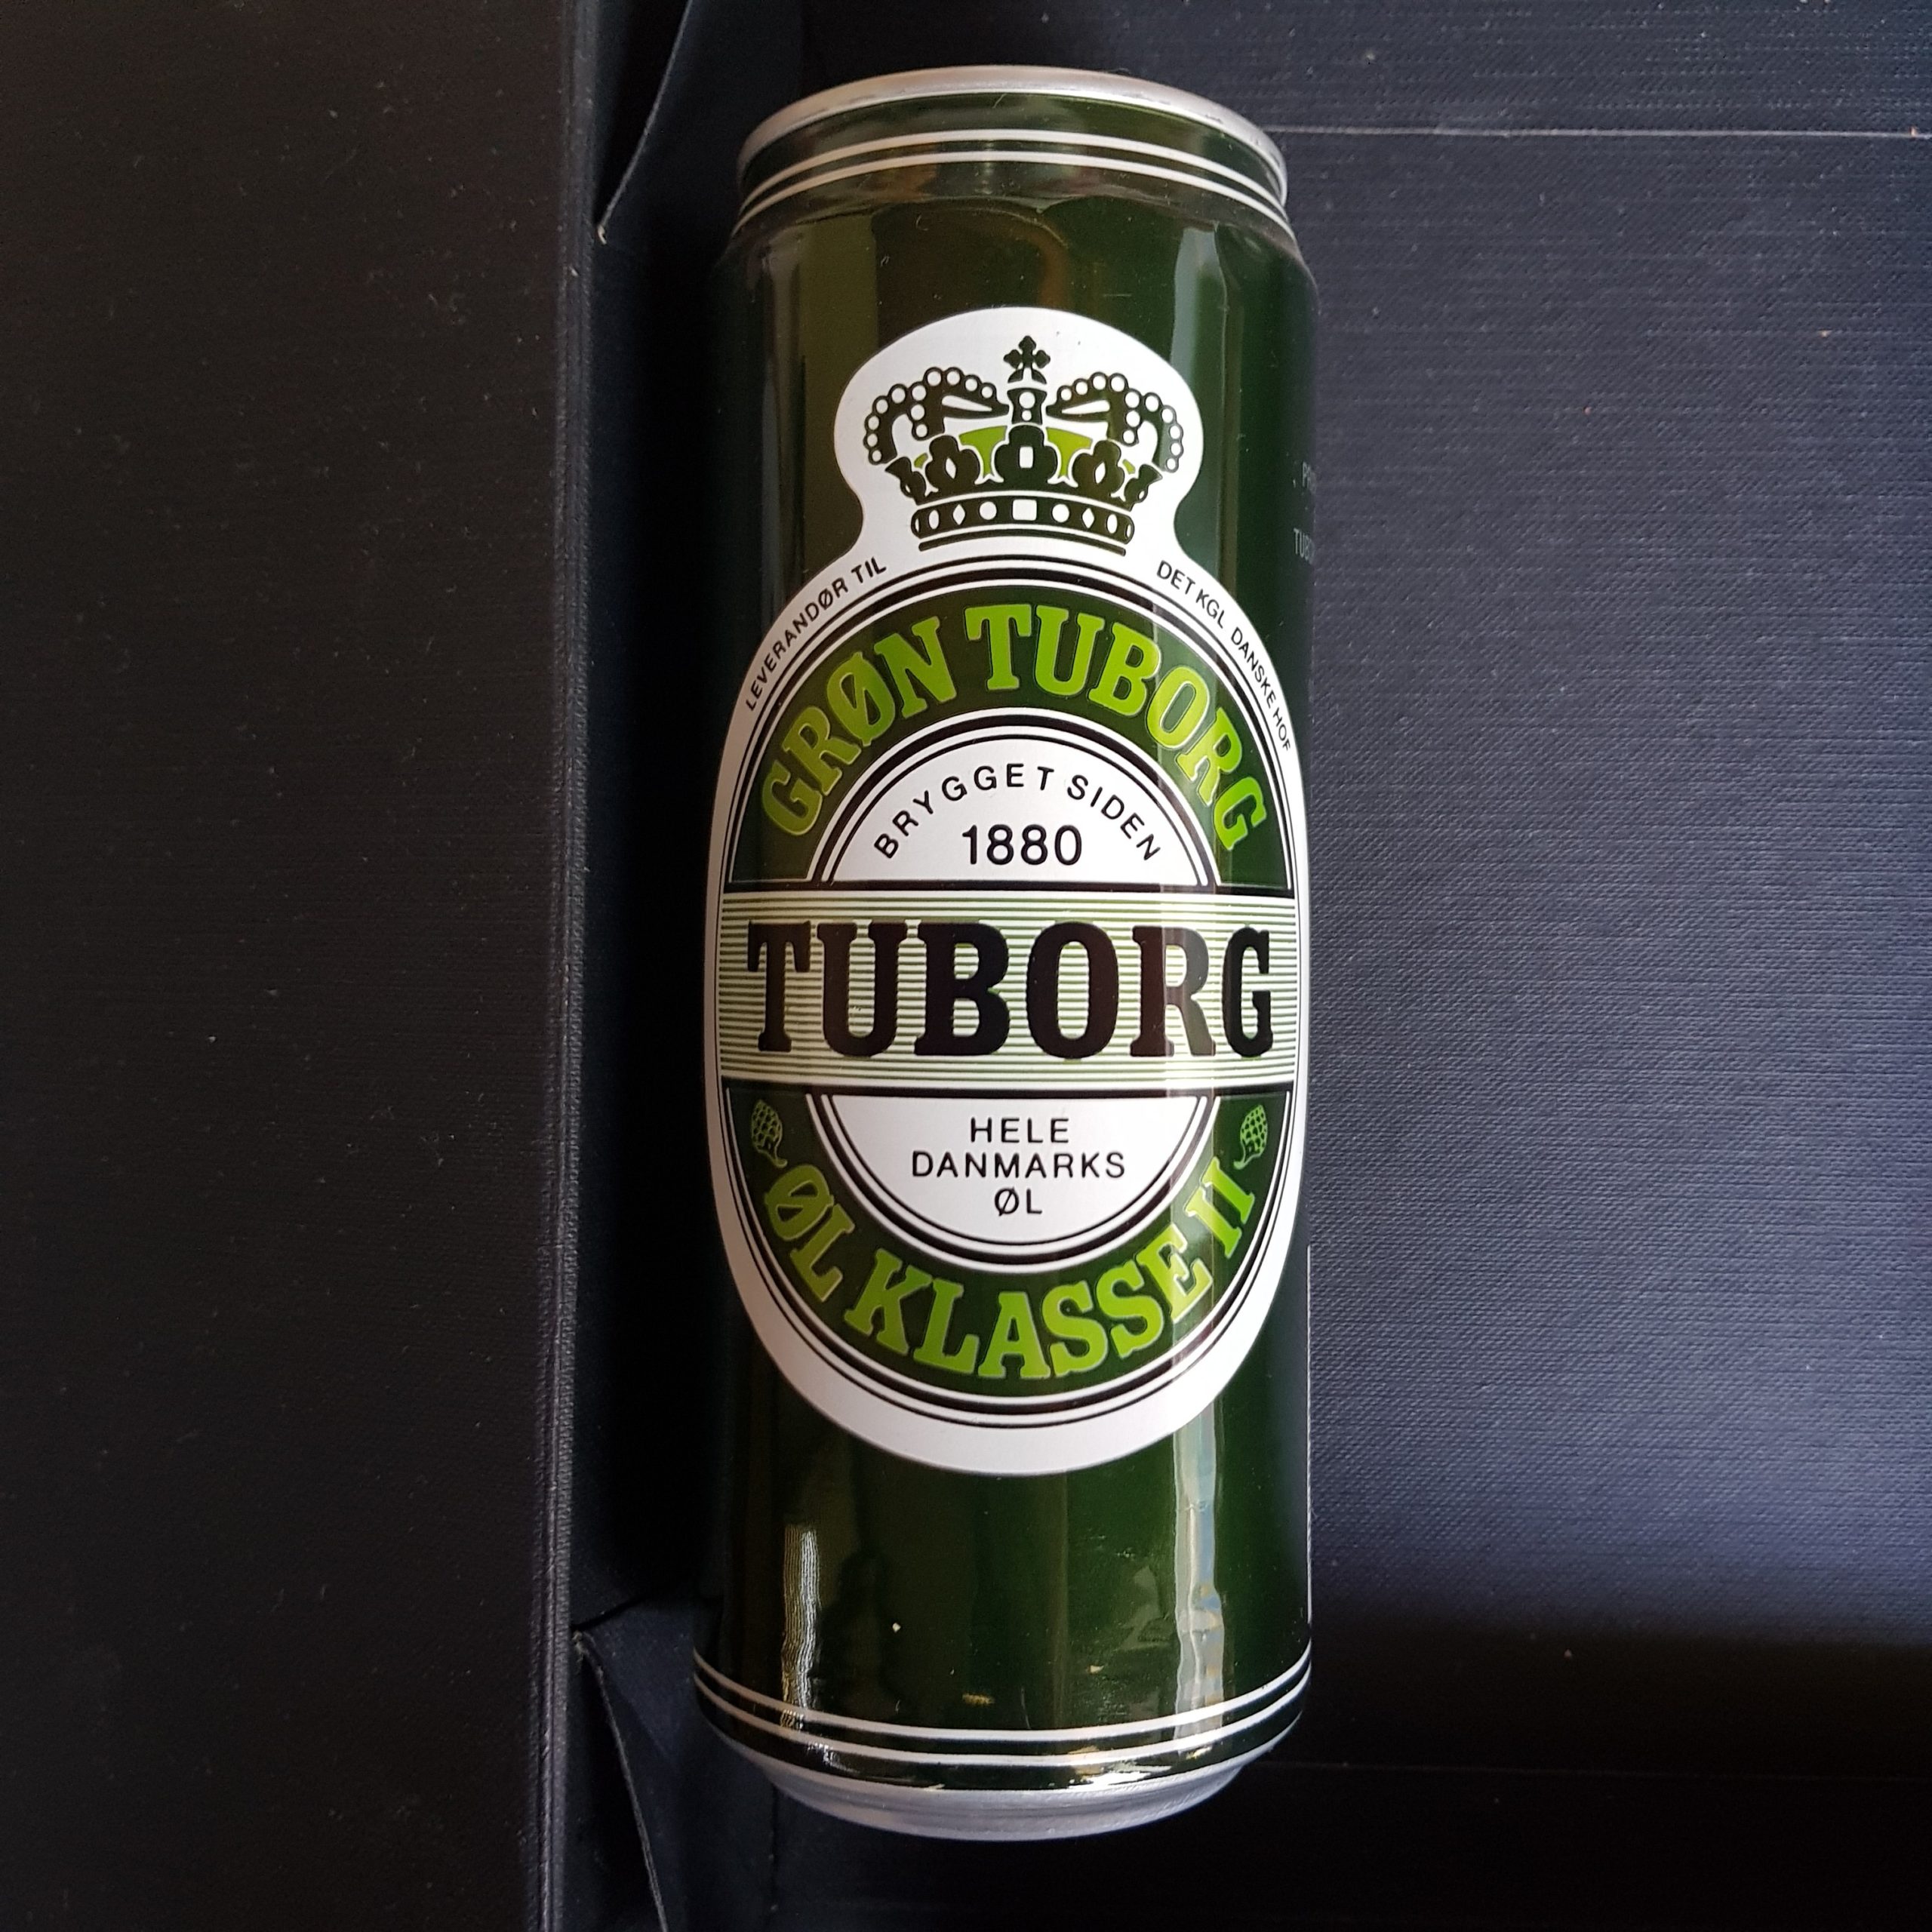 LEVERANDØR TIL DET KGL. DANSKE HOF
GRØN TUBORG
BRYGGET SIDEN
1880
TUBORG
HELE
DANMARKS
ØL
ØL KLASSE II